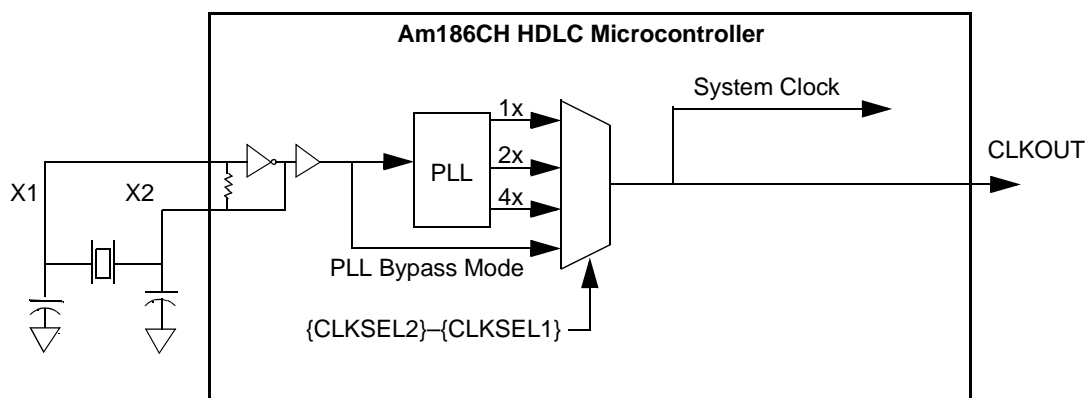 Am186CH HDLC Microcontroller
System Clock
1x
CLKOUT
2x
PLL
X1
X2
4x
PLL Bypass Mode
{CLKSEL2}–{CLKSEL1}